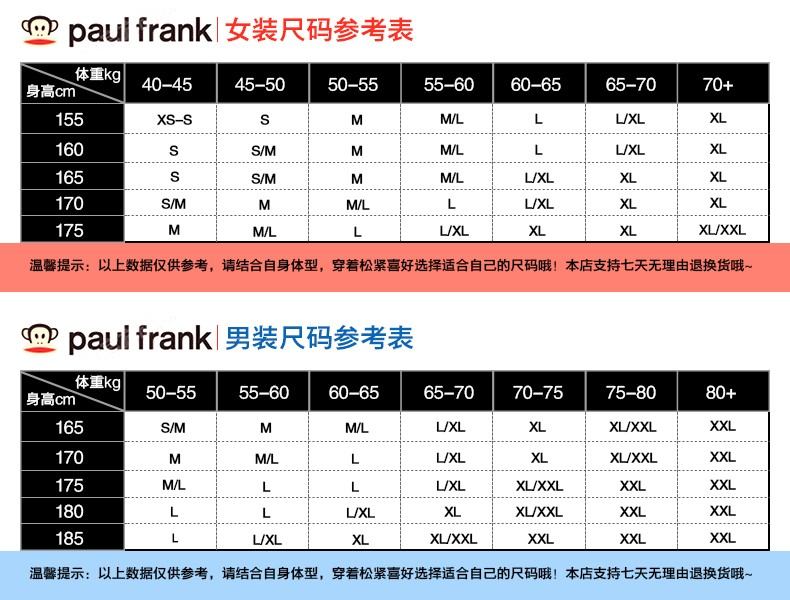 paul frank 女装尺码参考表
体重kg 40-45 45-50 50-55 55-60 60-65 65-70 70+
身高cm
155 XS-S S M M/L L L/XL XL
160 S S/M M M/L L L/XL XL
165 S S/M M M/L L/XL XL XL
170 S/M M M/L L L/XL XL XL
175 M M/L L L/XL XL XL XL/XXL
温馨提示：以上数据仅供参考，请结合自身体型，穿着松紧喜好选择适合自己的尺码哦！本店支持七天无理由退换货哦~
paul frank 男装尺码参考表
体重kg 50-55 55-60 60-65 65-70 70-75 75-80 80+
身高cm
165 S/M M M/L L/XL XL XL/XXL XXL
170 M M/L L L/XL XL XL/XXL XXL
175 M/L L L L/XL XL/XXL XXL XXL
180 L L L/XL XL XL/XXL XXL XXL
185 L L/XL XL XL/XXL XXL XXL XXL
温馨提示：以上数据仅供参考，请结合自身体型，穿着松紧喜好选择适合自己的尺码哦！本店支持七天无理由退换货哦~